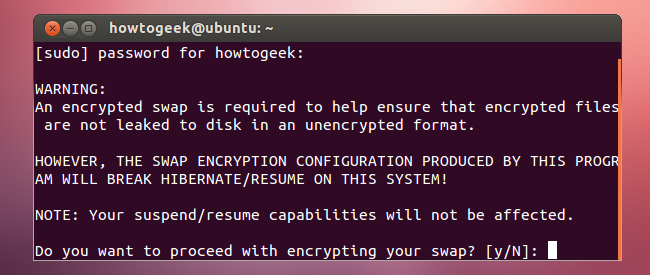 howtogeek@ubuntu: ~
[sudo] password for howtogeek:
WARNING:
An encrypted swap is required to help ensure that encrypted files
 are not leaked to disk in an unencrypted format.
HOWEVER, THE SWAP ENCRYPTION CONFIGURATION PRODUCED BY THIS PROGR
AM WILL BREAK HIBERNATE/RESUME ON THIS SYSTEM!
NOTE: Your suspend/resume capabilities will not be affected.
Do you want to proceed with encrypting your swap? [y/N]: